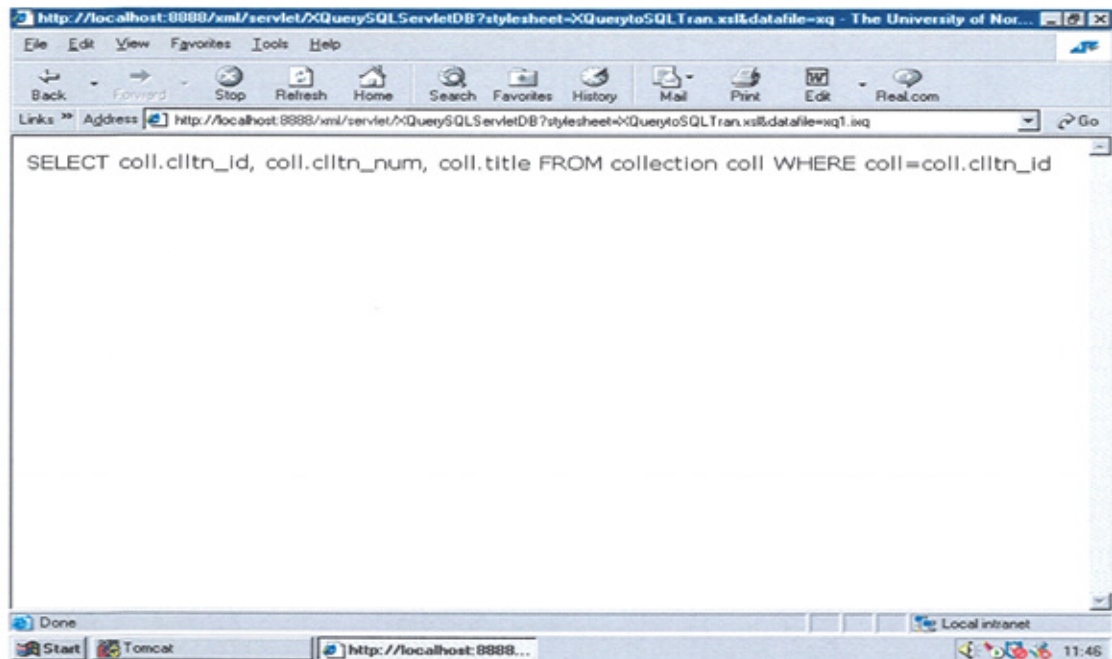 http://localhost:8888/xml/servlet/XQuerySQLServletDB?stylesheet=XQuerytoSQLTran.xsl&datafile=xq - The University of Nor...
File Edit View Favorites Tools Help
Back Forward Stop Refresh Home Search Favorites History Mail Print Edit Real.com
Links » Address http://localhost:8888/xml/servlet/XQuerySQLServletDB?stylesheet=XQuerytoSQLTran.xsl&datafile=xq1.ixq Go
SELECT coll.clltn_id, coll.clltn_num, coll.title FROM collection coll WHERE coll=coll.clltn_id
Done Local intranet
Start Tomcat http://localhost:8888... 11:46